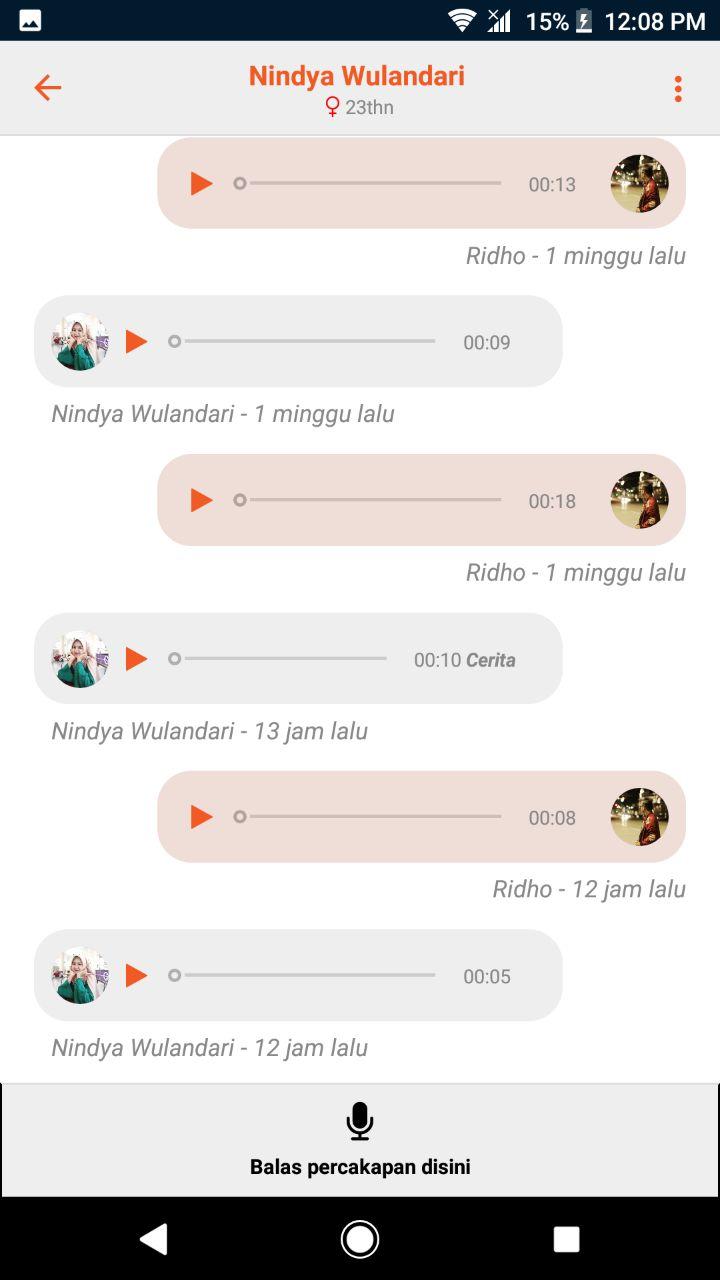 15% 12:08 PM
Nindya Wulandari
23thn
00:13
Ridho - 1 minggu lalu
00:09
Nindya Wulandari - 1 minggu lalu
00:18
Ridho - 1 minggu lalu
00:10 Cerita
Nindya Wulandari - 13 jam lalu
00:08
Ridho - 12 jam lalu
00:05
Nindya Wulandari - 12 jam lalu
Balas percakapan disini